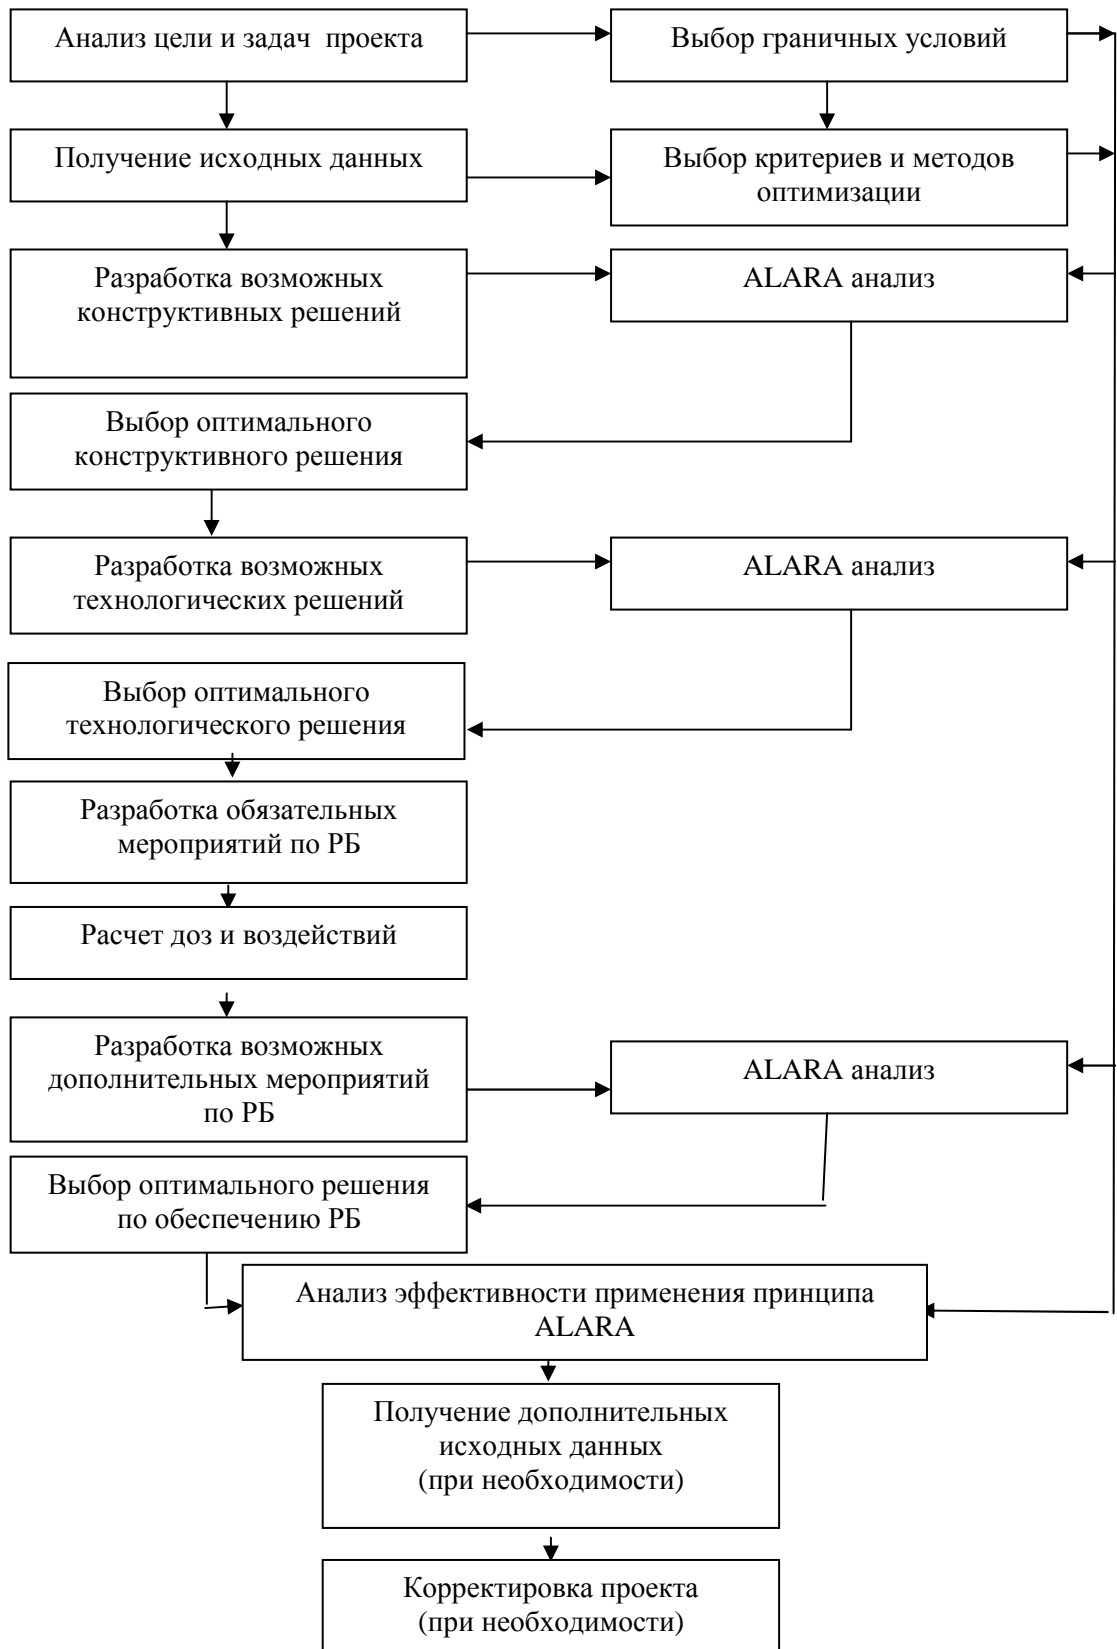 Анализ цели и задач  проекта
Выбор граничных условий
Получение исходных данных
Выбор критериев и методов
оптимизации
Разработка возможных
конструктивных решений
ALARA анализ
Выбор оптимального
конструктивного решения
Разработка возможных
технологических решений
ALARA анализ
Выбор оптимального
технологического решения
Разработка обязательных
мероприятий по РБ
Расчет доз и воздействий
Разработка возможных
дополнительных мероприятий
по РБ
ALARA анализ
Выбор оптимального решения
по обеспечению РБ
Анализ эффективности применения принципа
ALARA
Получение дополнительных
исходных данных
(при необходимости)
Корректировка проекта
(при необходимости)